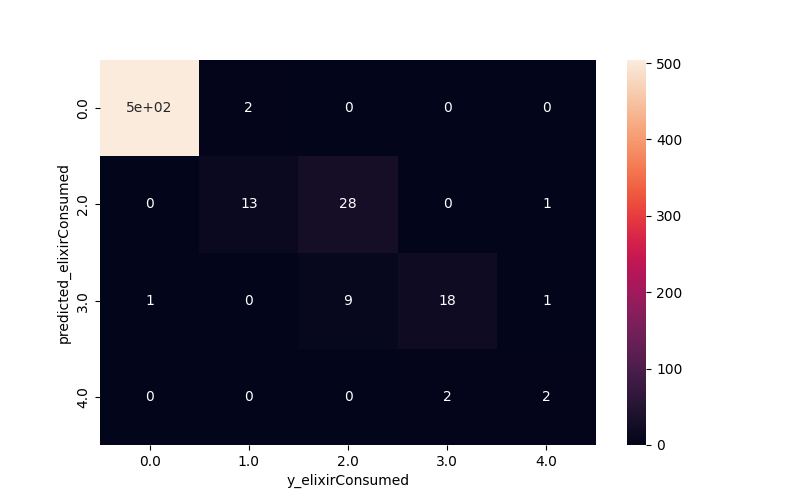 5e+02 2 0 0 0
0 13 28 0 1
1 0 9 18 1
0 0 0 2 2
0.0
2.0
3.0
4.0
predicted_elixirConsumed
0.0 1.0 2.0 3.0 4.0
y_elixirConsumed
500
400
300
200
100
0